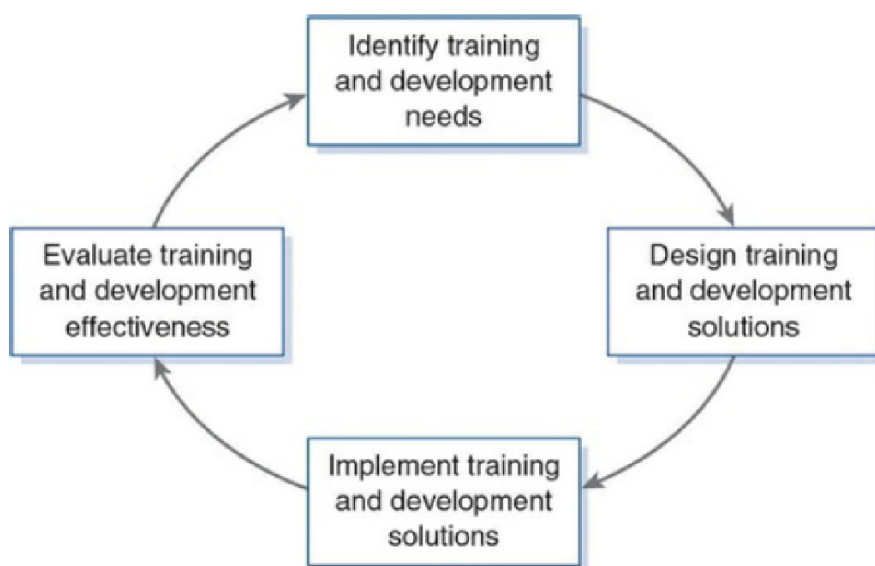 Identify training
and development
needs
Design training
and development
solutions
Implement training
and development
solutions
Evaluate training
and development
effectiveness